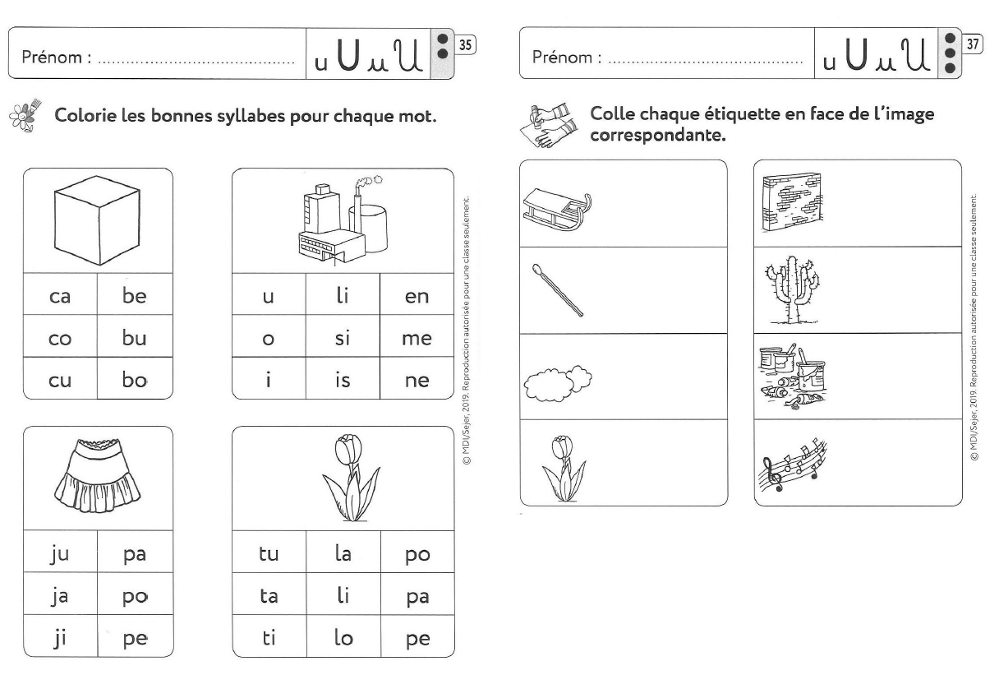 Prénom : ........................................
u U u U
35
Colorie les bonnes syllabes pour chaque mot.
ca be
co bu
cu bo
u li en
o si me
i is ne
ju pa
ja po
ji pe
tu la po
ta li pa
ti lo pe
© MDI/Sejer, 2019. Reproduction autorisée pour une classe seulement.
Prénom : ........................................
u U u U
37
Colle chaque étiquette en face de l'image
correspondante.
© MDI/Sejer, 2019. Reproduction autorisée pour une classe seulement.